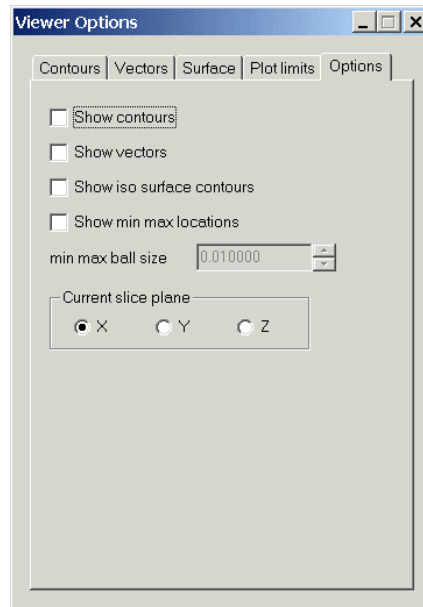 Viewer Options
Contours Vectors Surface Plot limits Options
Show contours
Show vectors
Show iso surface contours
Show min max locations
min max ball size 0.010000
Current slice plane
X Y Z